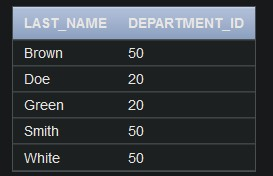 LAST_NAME DEPARTMENT_ID
Brown 50
Doe 20
Green 20
Smith 50
White 50